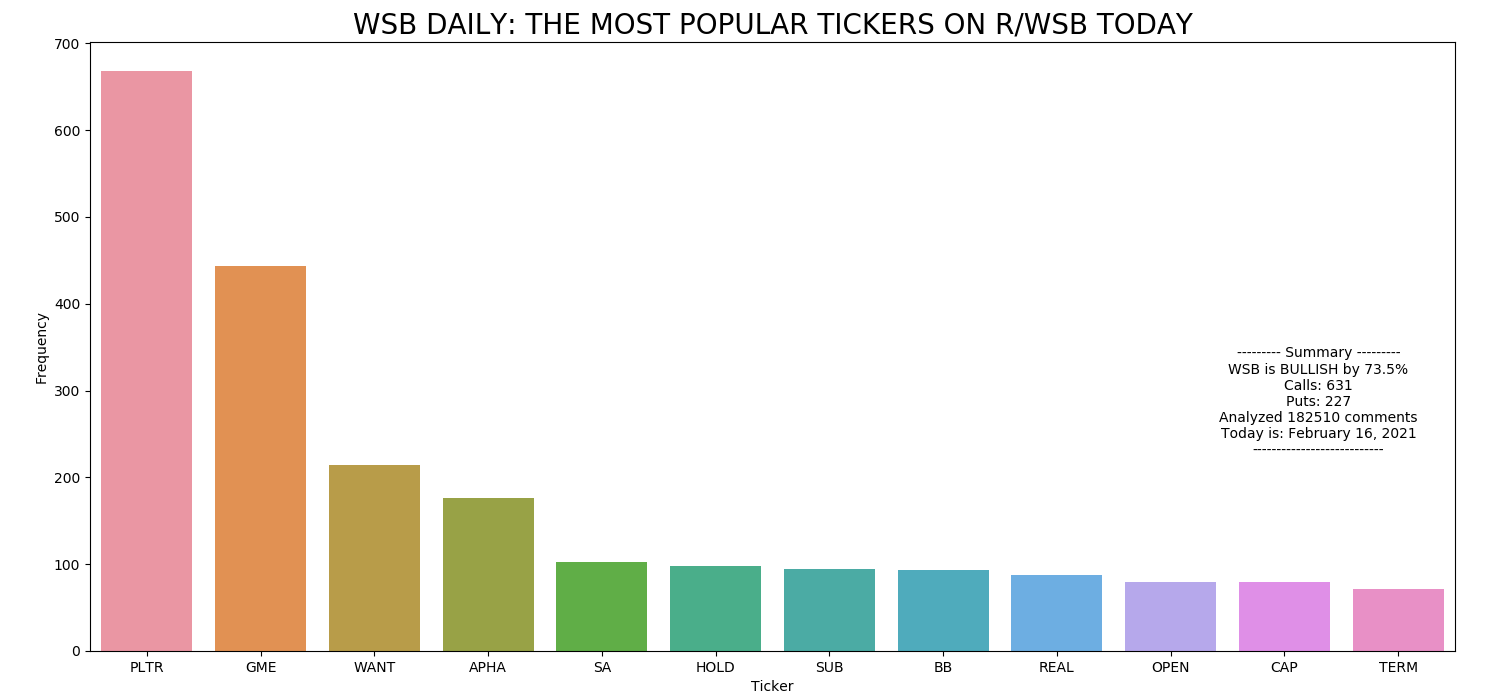 WSB DAILY: THE MOST POPULAR TICKERS ON R/WSB TODAY
700
600
500
400
300
200
100
0
Frequency
--------- Summary ---------
WSB is BULLISH by 73.5%
Calls: 631
Puts: 227
Analyzed 182510 comments
Today is: February 16, 2021
---------------------------
PLTR GME WANT APHA SA HOLD SUB BB REAL OPEN CAP TERM
Ticker